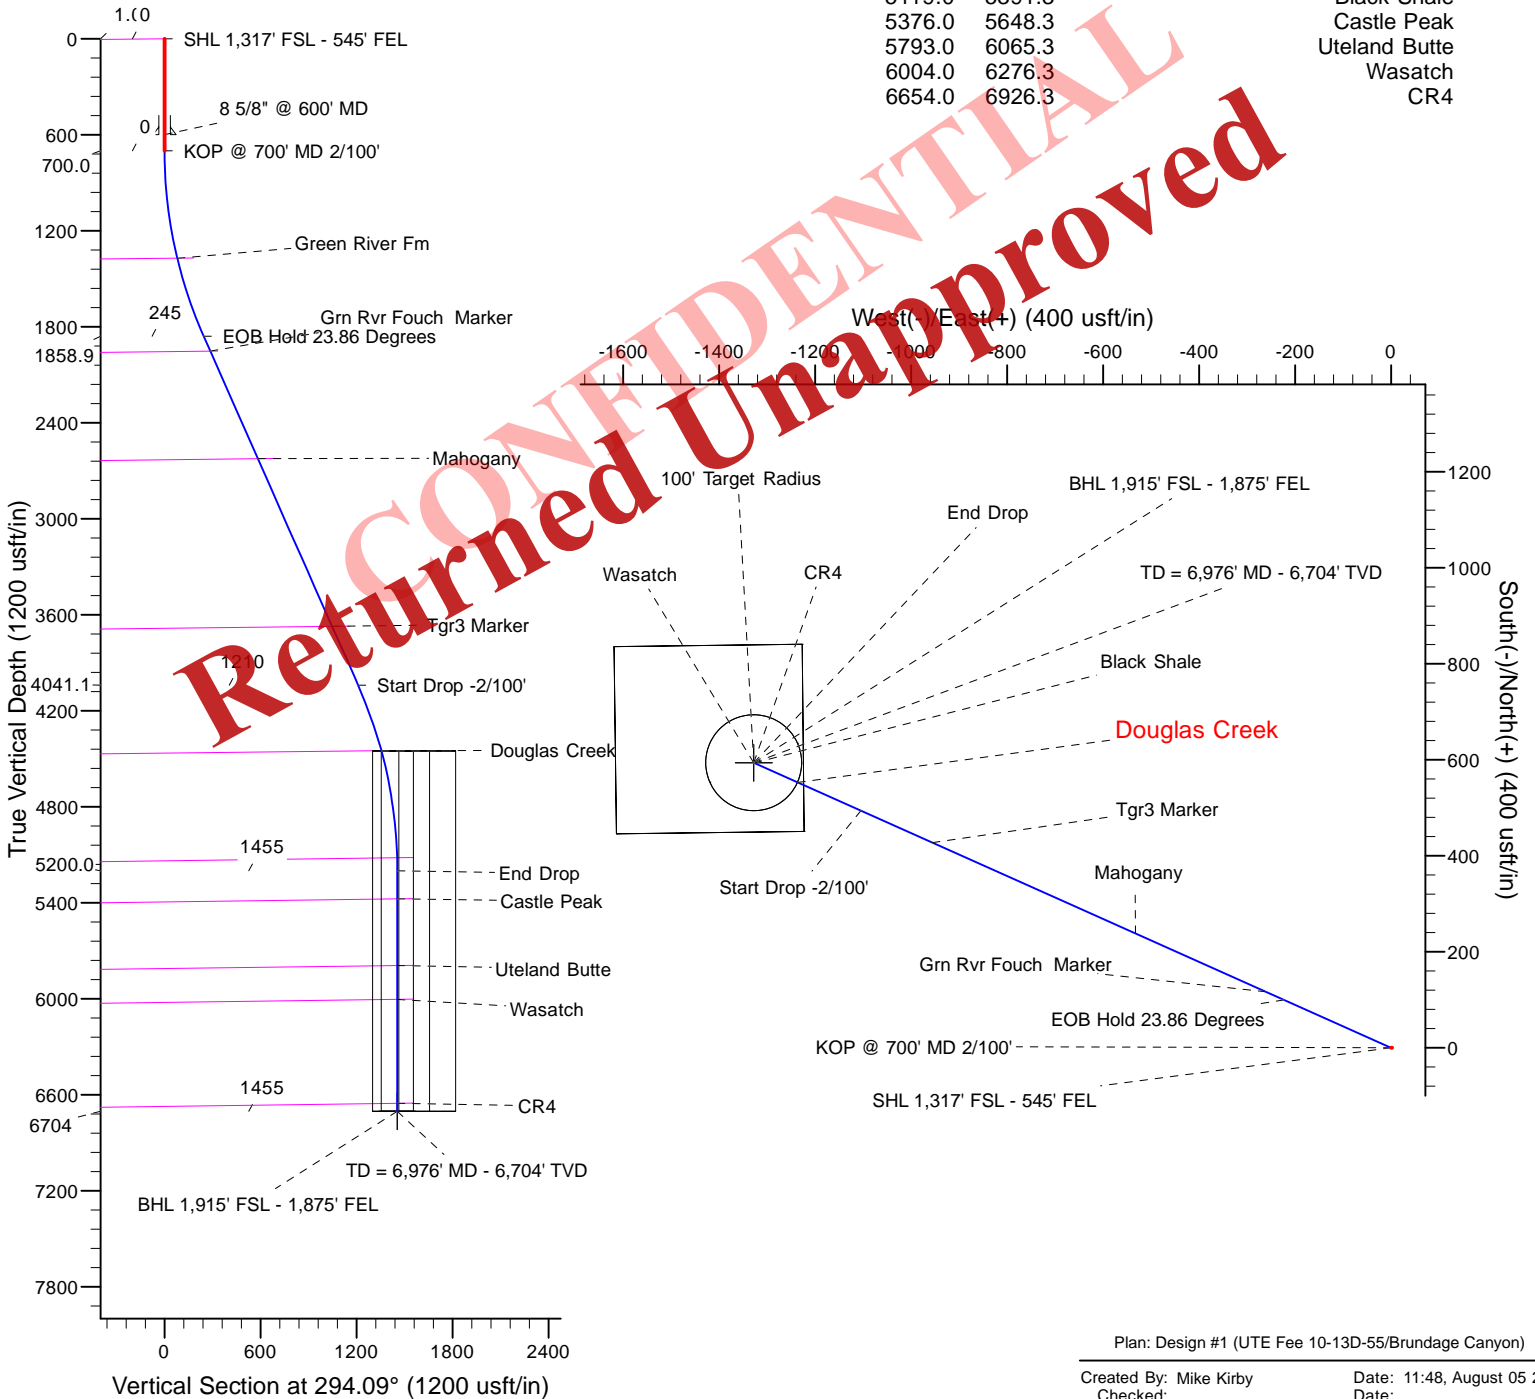 Black Shale
5376.0 5648.3 Castle Peak
5793.0 6065.3 Uteland Butte
6004.0 6276.3 Wasatch
6654.0 6926.3 CR4
CONFIDENTIAL
Returned Unapproved
True Vertical Depth (1200 usft/in)
0
600
700.0
1200
1800
1858.9
2400
3000
3600
4041.1
4200
4800
5200.0
5400
6000
6600
6704
7200
7800
SHL 1,317' FSL - 545' FEL
8 5/8" @ 600' MD
0
KOP @ 700' MD 2/100'
Green River Fm
245
Grn Rvr Fouch Marker
EOB Hold 23.86 Degrees
Mahogany
Tgr3 Marker
1210
Start Drop -2/100'
Douglas Creek
1455
End Drop
Castle Peak
Uteland Butte
Wasatch
1455
CR4
TD = 6,976' MD - 6,704' TVD
BHL 1,915' FSL - 1,875' FEL
0 600 1200 1800 2400
Vertical Section at 294.09° (1200 usft/in)
West(-)/East(+) (400 usft/in)
-1600 -1400 -1200 -1000 -800 -600 -400 -200 0
100' Target Radius
BHL 1,915' FSL - 1,875' FEL
End Drop
Wasatch
CR4
TD = 6,976' MD - 6,704' TVD
Black Shale
Douglas Creek
Tgr3 Marker
Start Drop -2/100'
Mahogany
Grn Rvr Fouch Marker
EOB Hold 23.86 Degrees
KOP @ 700' MD 2/100'
SHL 1,317' FSL - 545' FEL
1200
1000
800
600
400
200
0
South(-)/North(+) (400 usft/in)
Plan: Design #1 (UTE Fee 10-13D-55/Brundage Canyon)
Created By: Mike Kirby Date: 11:48, August 05
Checked: Date: